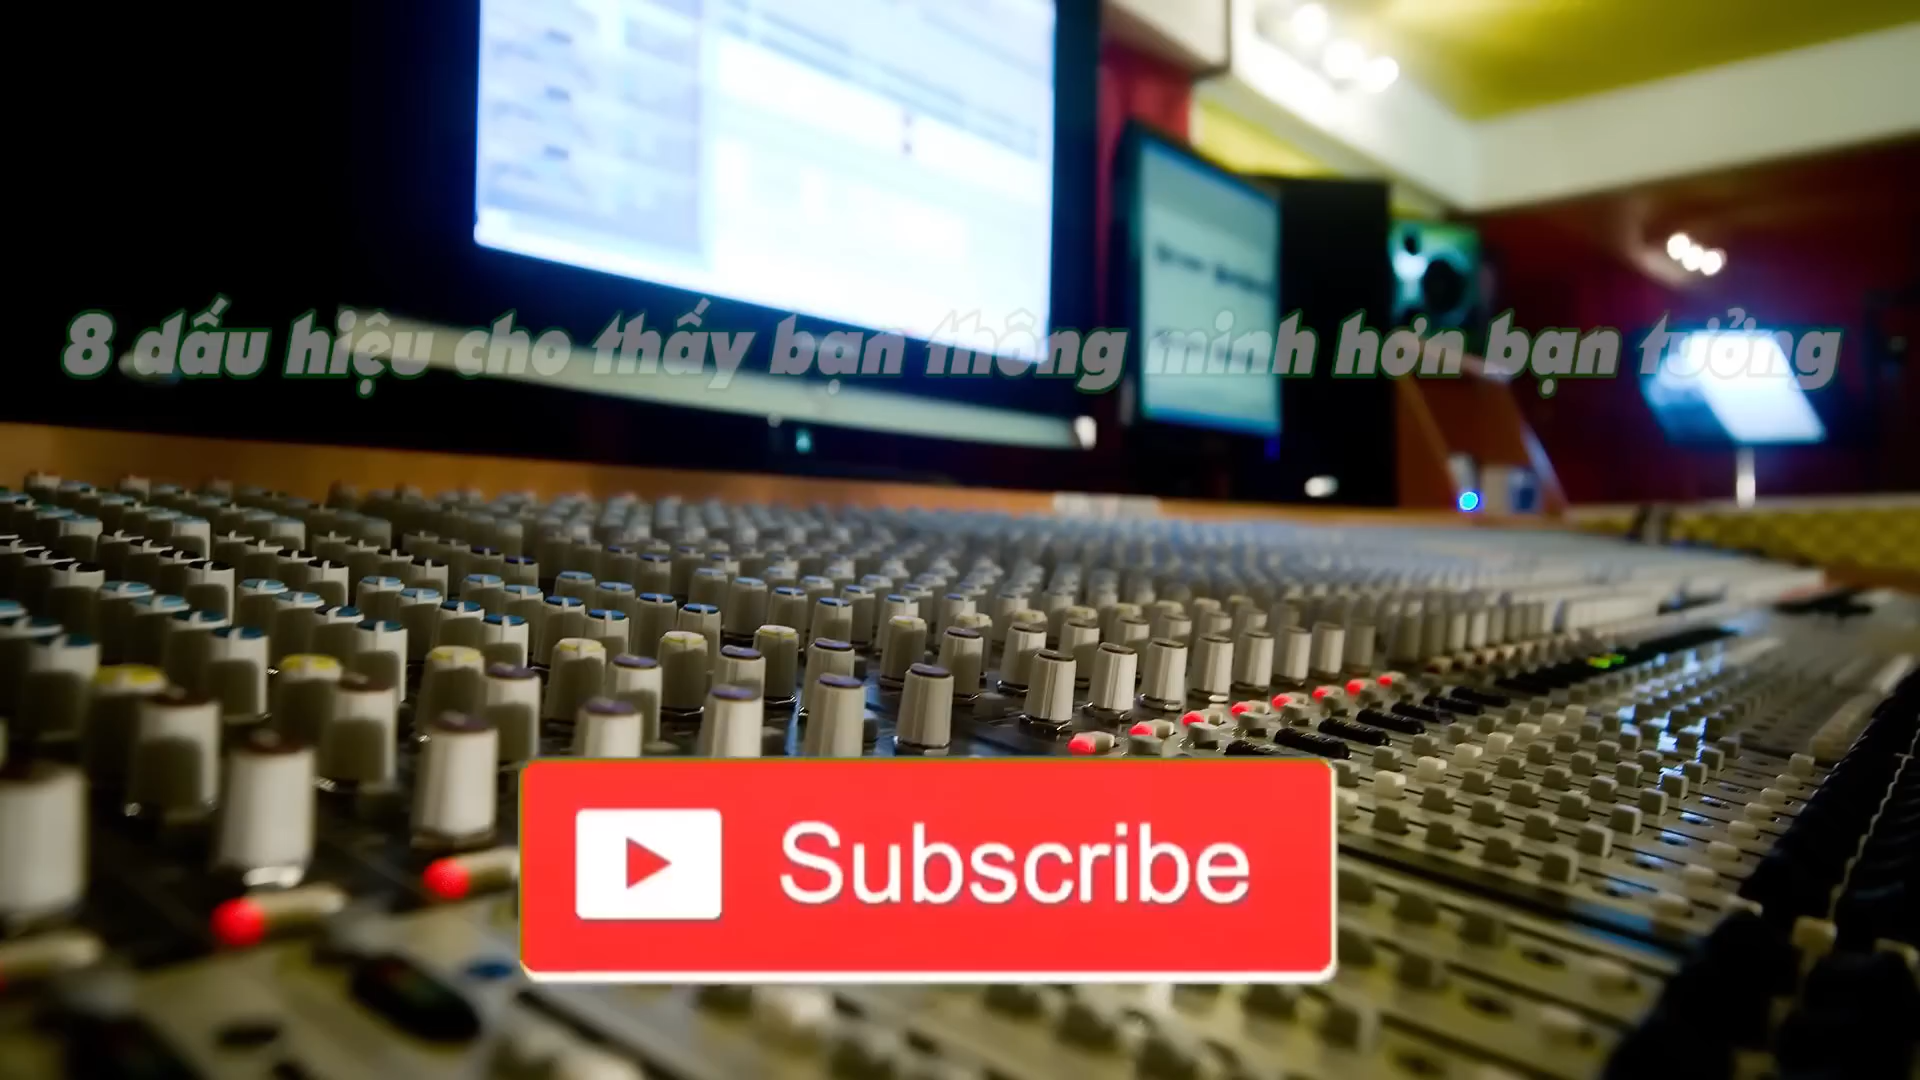 8 dấu hiệu cho thấy bạn thông minh hơn bạn tưởng
Subscribe